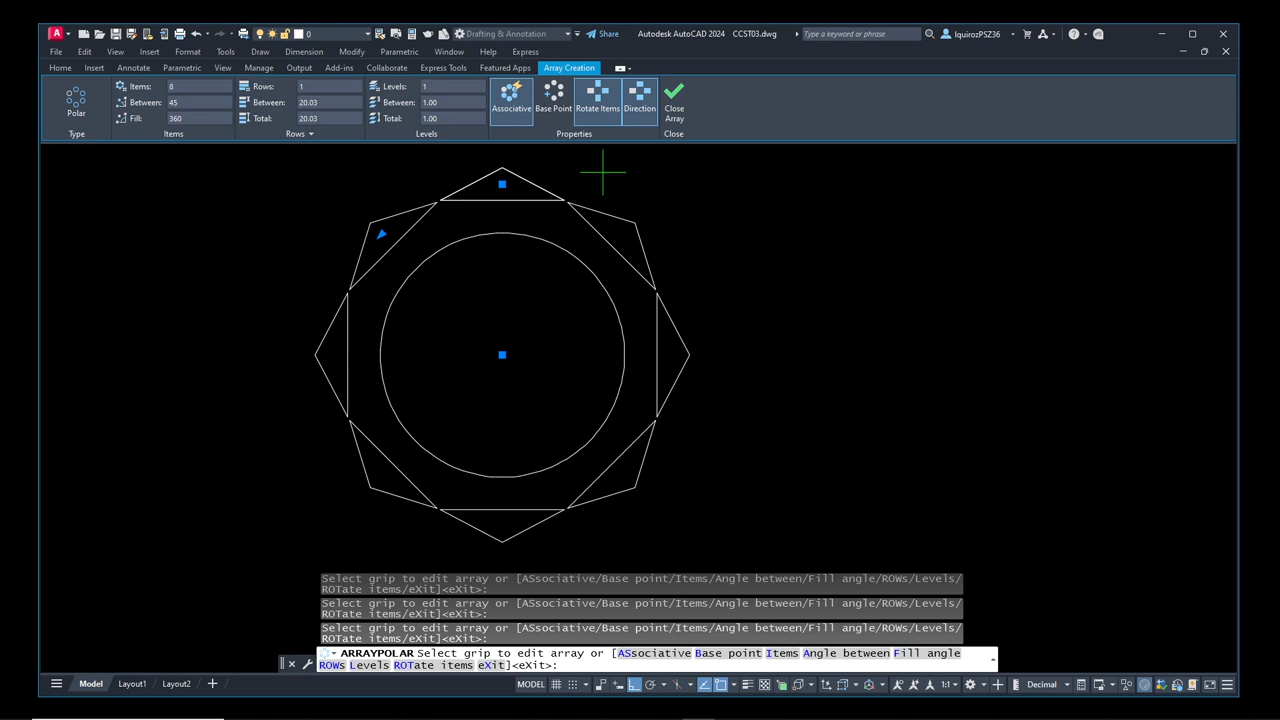 A 0 Drafting & Annotation Share Autodesk AutoCAD 2024 CCST03.dwg Type a keyword or phrase lquirozPSZ36
File Edit View Insert Format Tools Draw Dimension Modify Parametric Window Help Express
Home Insert Annotate Parametric View Manage Output Add-ins Collaborate Express Tools Featured Apps Array Creation
Items: 8 Rows: 1 Levels: 1
Between: 45 Between: 20.03 Between: 1.00
Fill: 360 Total: 20.03 Total: 1.00
Polar Associative Base Point Rotate Items Direction Close Array
Type Items Rows Levels Properties Close
Select grip to edit array or [ASsociative/Base point/Items/Angle between/Fill angle/ROWs/Levels/
ROTate items/eXit]<eXit>:
Select grip to edit array or [ASsociative/Base point/Items/Angle between/Fill angle/ROWs/Levels/
ROTate items/eXit]<eXit>:
Select grip to edit array or [ASsociative/Base point/Items/Angle between/Fill angle/ROWs/Levels/
ROTate items/eXit]<eXit>:
ARRAYPOLAR Select grip to edit array or [ASsociative Base point Items Angle between Fill angle
ROWs Levels ROTate items eXit]<eXit>:
Model Layout1 Layout2 + MODEL 1:1 Decimal